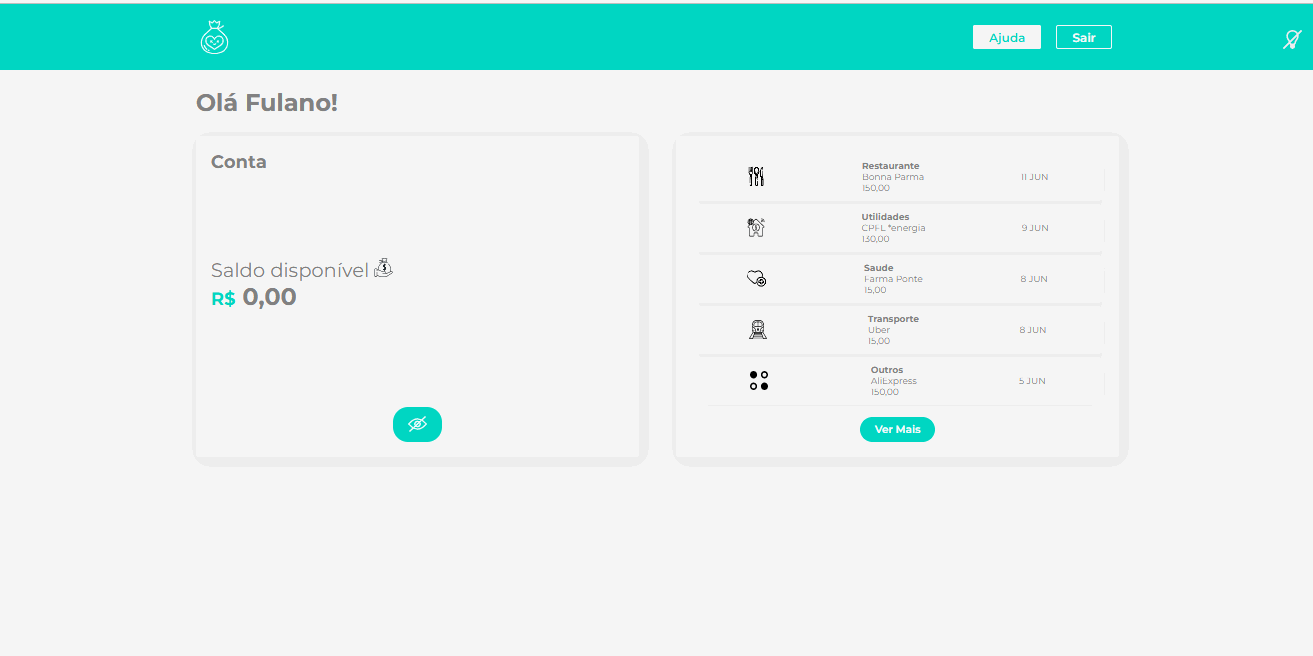 Ajuda
Sair
Olá Fulano!
Conta
Saldo disponível
R$ 0,00
Restaurante
Bonna Parma
150,00
11 JUN
Utilidades
CPFL *energia
130,00
9 JUN
Saude
Farma Ponte
15,00
8 JUN
Transporte
Uber
15,00
8 JUN
Outros
AliExpress
150,00
5 JUN
Ver Mais